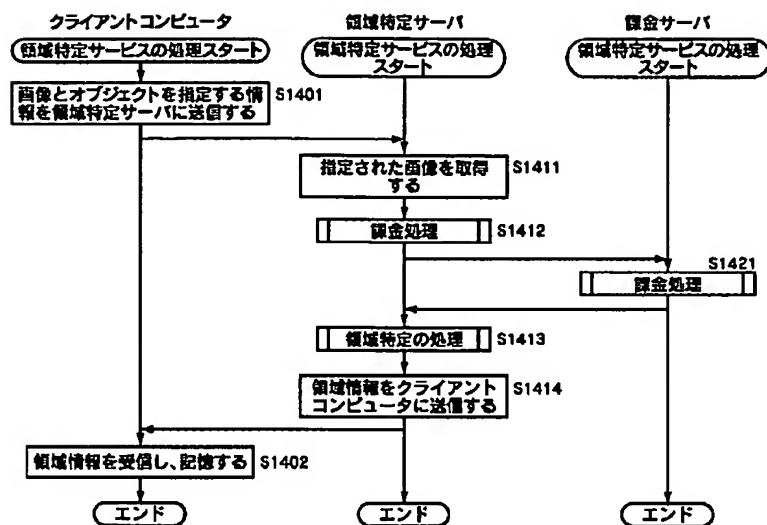 クライアントコンピュータ
領域特定サーバ
課金サーバ
領域特定サービスの処理スタート
領域特定サービスの処理
スタート
領域特定サービスの処理
スタート
画像とオブジェクトを指定する情
報を領域特定サーバに送信する
S1401
指定された画像を取得
する
S1411
課金処理
S1412
S1421
課金処理
領域特定の処理
S1413
領域情報をクライアント
コンピュータに送信する
S1414
領域情報を受信し、記憶する
S1402
エンド
エンド
エンド